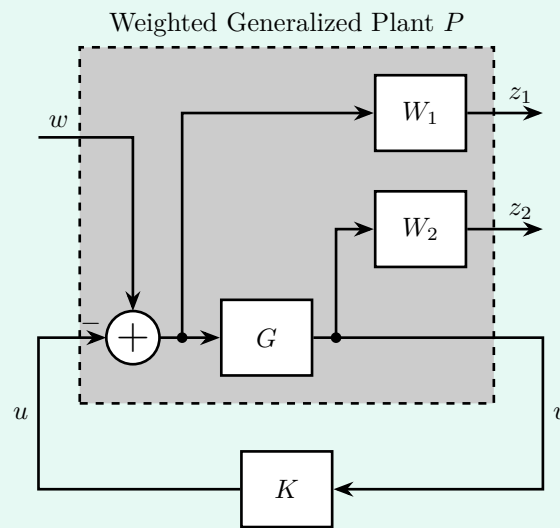 Weighted Generalized Plant P
z₁
W₁
w
z₂
W₂
−
+
G
u
v
K